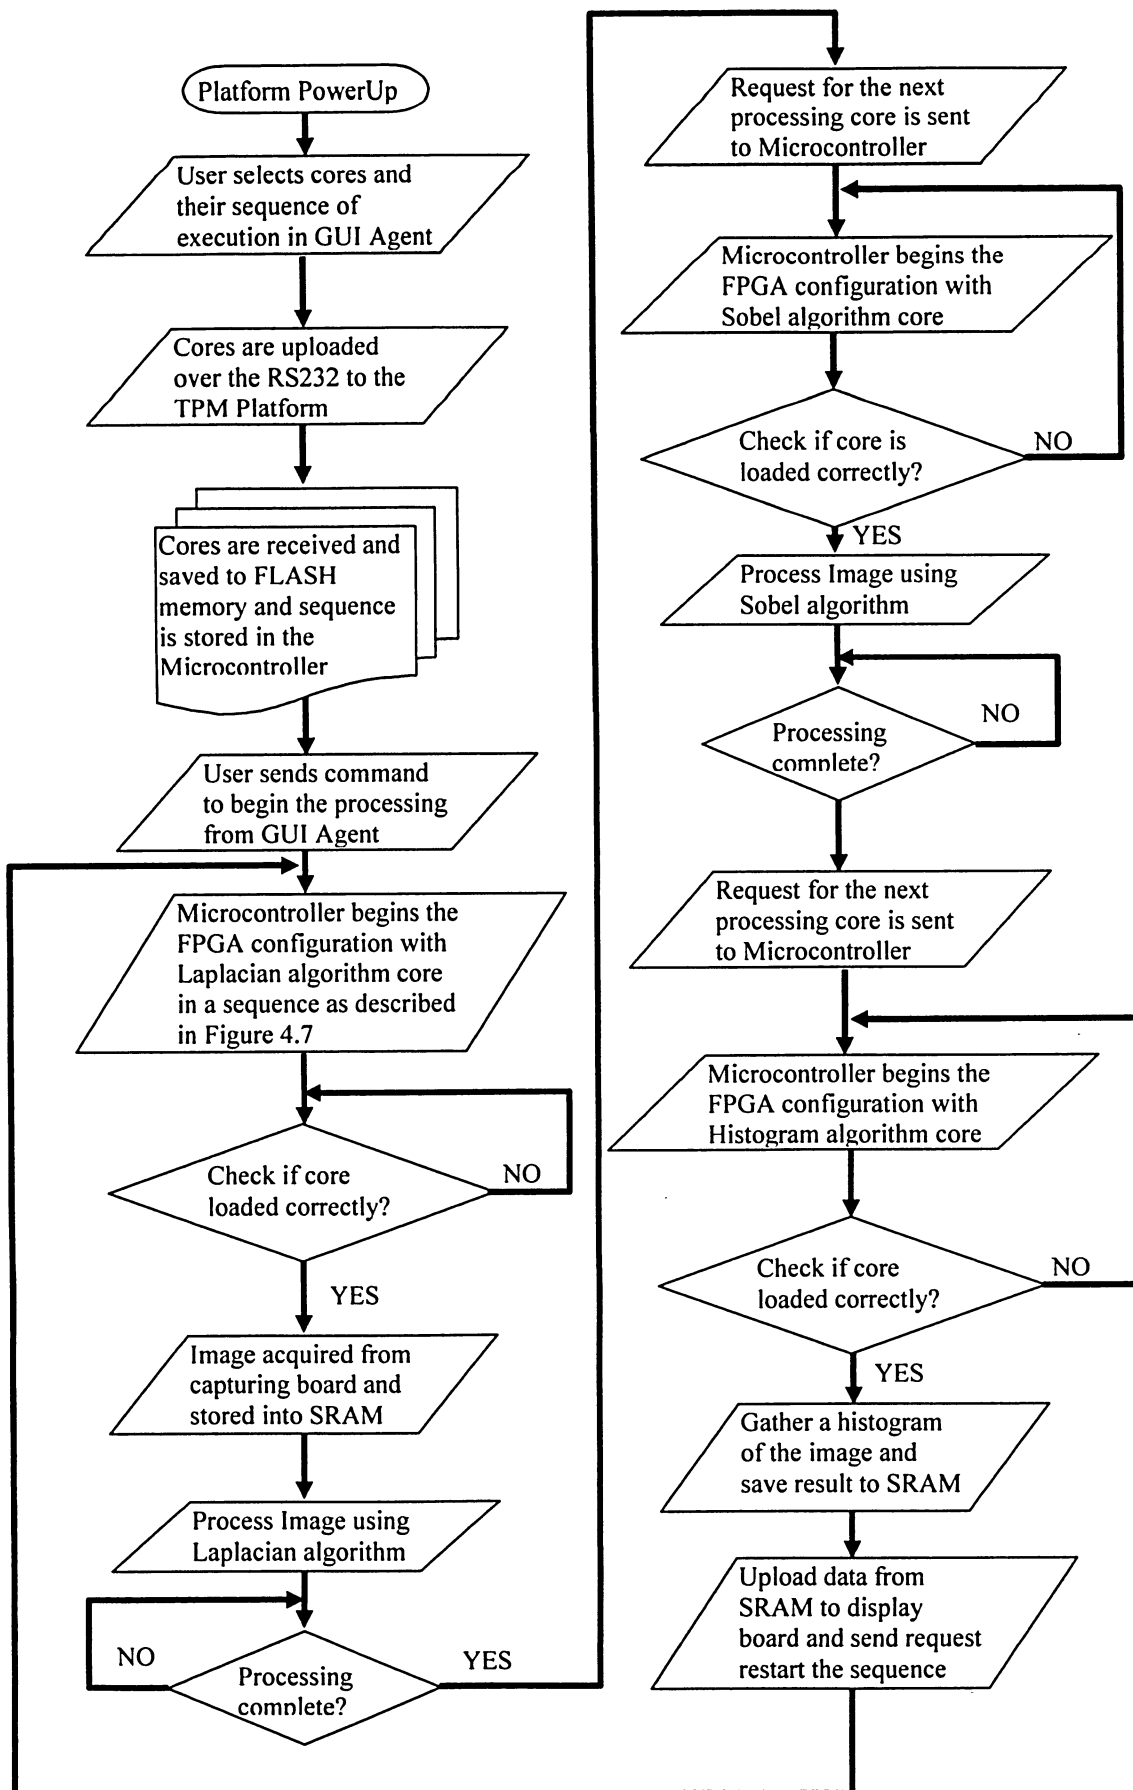 Platform PowerUp
User selects cores and
their sequence of
execution in GUI Agent
Cores are uploaded
over the RS232 to the
TPM Platform
Cores are received and
saved to FLASH
memory and sequence
is stored in the
Microcontroller
User sends command
to begin the processing
from GUI Agent
Microcontroller begins the
FPGA configuration with
Laplacian algorithm core
in a sequence as described
in Figure 4.7
Check if core
loaded correctly?
NO
YES
Image acquired from
capturing board and
stored into SRAM
Process Image using
Laplacian algorithm
Processing
complete?
NO
YES
Request for the next
processing core is sent
to Microcontroller
Microcontroller begins the
FPGA configuration with
Sobel algorithm core
Check if core is
loaded correctly?
NO
YES
Process Image using
Sobel algorithm
Processing
complete?
NO
Request for the next
processing core is sent
to Microcontroller
Microcontroller begins the
FPGA configuration with
Histogram algorithm core
Check if core
loaded correctly?
NO
YES
Gather a histogram
of the image and
save result to SRAM
Upload data from
SRAM to display
board and send request
restart the sequence